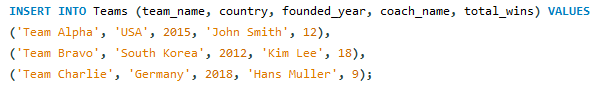 INSERT INTO Teams (team_name, country, founded_year, coach_name, total_wins) VALUES
('Team Alpha', 'USA', 2015, 'John Smith', 12),
('Team Bravo', 'South Korea', 2012, 'Kim Lee', 18),
('Team Charlie', 'Germany', 2018, 'Hans Muller', 9);